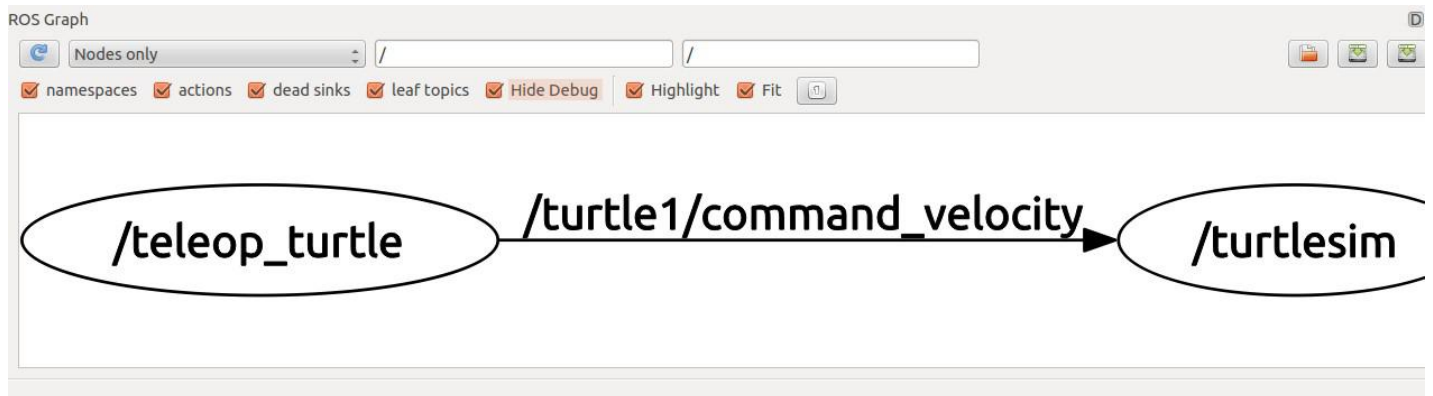 ROS Graph D
Nodes only / /
namespaces actions dead sinks leaf topics Hide Debug Highlight Fit
/turtle1/command_velocity
/teleop_turtle /turtlesim